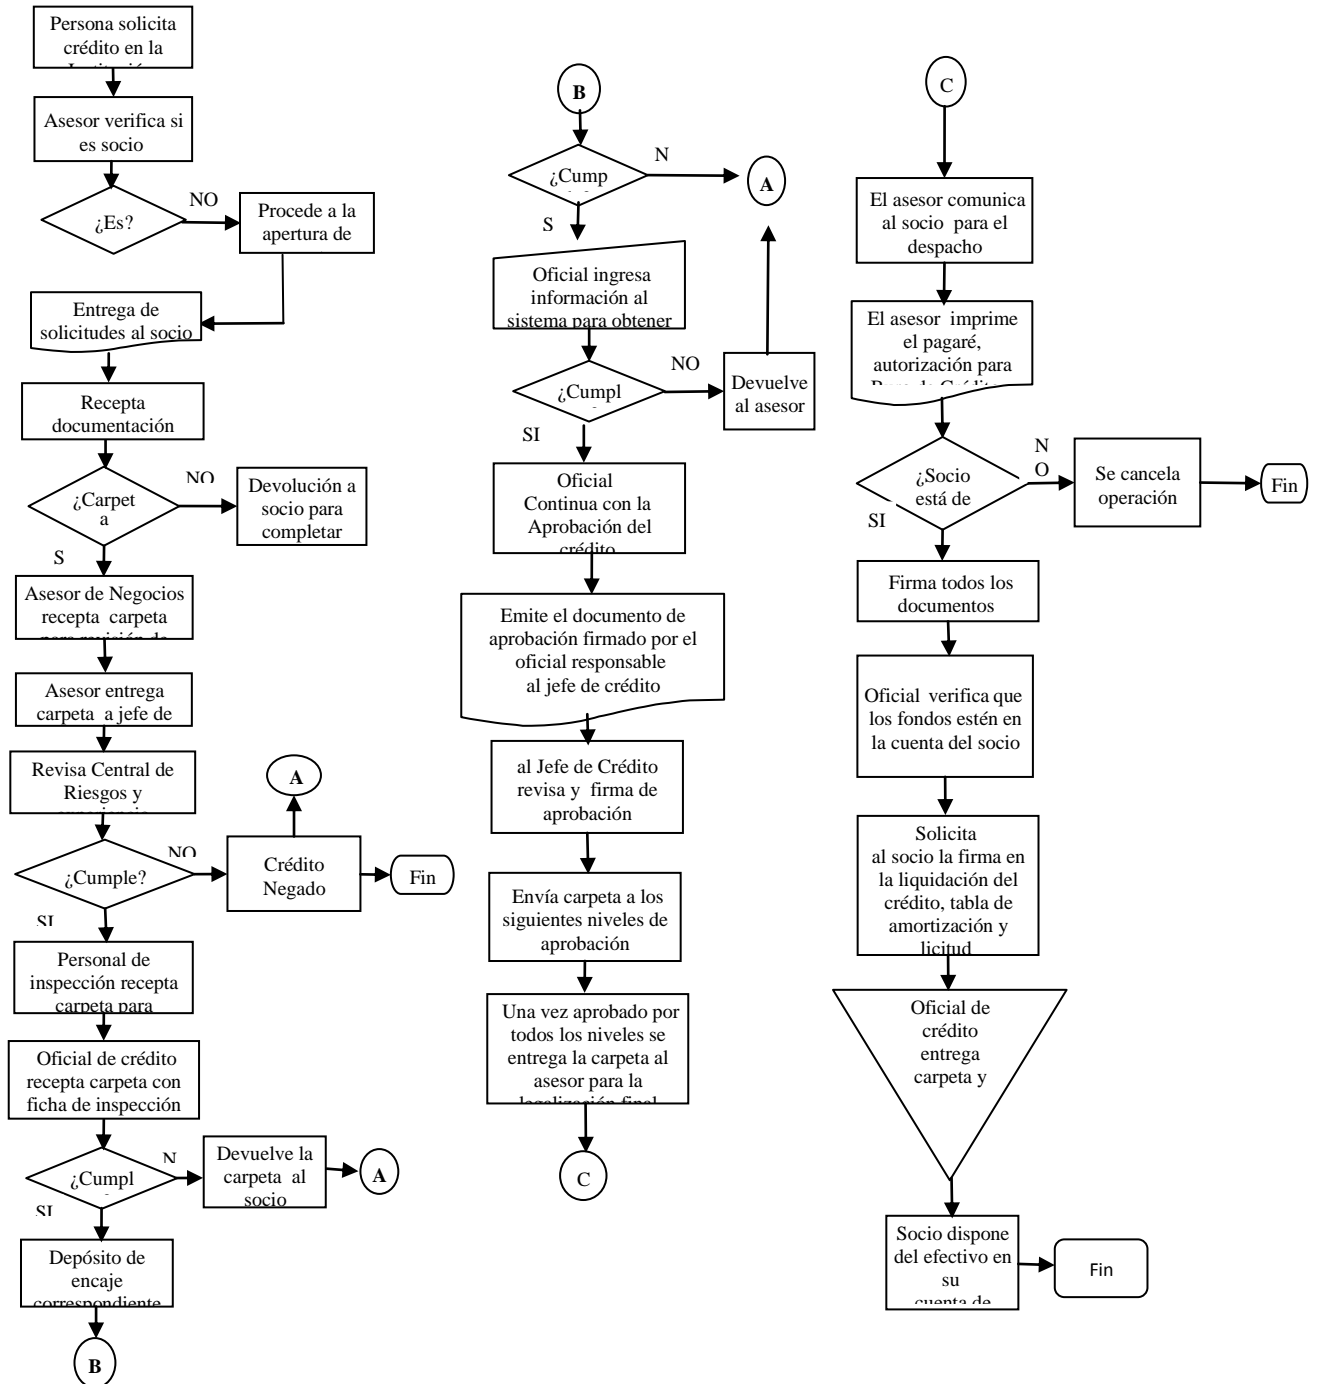 Persona solicita
crédito en la
Asesor verifica si
es socio
¿Es?
NO
Procede a la
apertura de
Entrega de
solicitudes al socio
Recepta
documentación
¿Carpet
a
NO
Devolución a
socio para
completar
S
Asesor de Negocios
recepta carpeta
para revisión de
Asesor entrega
carpeta a jefe de
Revisa Central de
Riesgos y
A
¿Cumple?
NO
Crédito
Negado
Fin
SI
Personal de
inspección recepta
carpeta para
Oficial de crédito
recepta carpeta con
ficha de inspección
¿Cumpl
N
Devuelve la
carpeta al
socio
A
SI
Depósito de
encaje
correspondiente
B
B
¿Cump
N
A
S
Oficial ingresa
información al
sistema para obtener
¿Cumpl
NO
Devuelve
al asesor
SI
Oficial
Continua con la
Aprobación del
crédito
Emite el documento de
aprobación firmado por el
oficial responsable
al jefe de crédito
al Jefe de Crédito
revisa y firma de
aprobación
Envía carpeta a los
siguientes niveles de
aprobación
Una vez aprobado por
todos los niveles se
entrega la carpeta al
asesor para la
legalización final
C
C
El asesor comunica
al socio para el
despacho
El asesor imprime
el pagaré,
autorización para
¿Socio
está de
N
O
Se cancela
operación
Fin
SI
Firma todos los
documentos
Oficial verifica que
los fondos estén en
la cuenta del socio
Solicita
al socio la firma en
la liquidación del
crédito, tabla de
amortización y
licitud
Oficial de
crédito
entrega
carpeta y
Socio dispone
del efectivo en
su
cuenta de
Fin